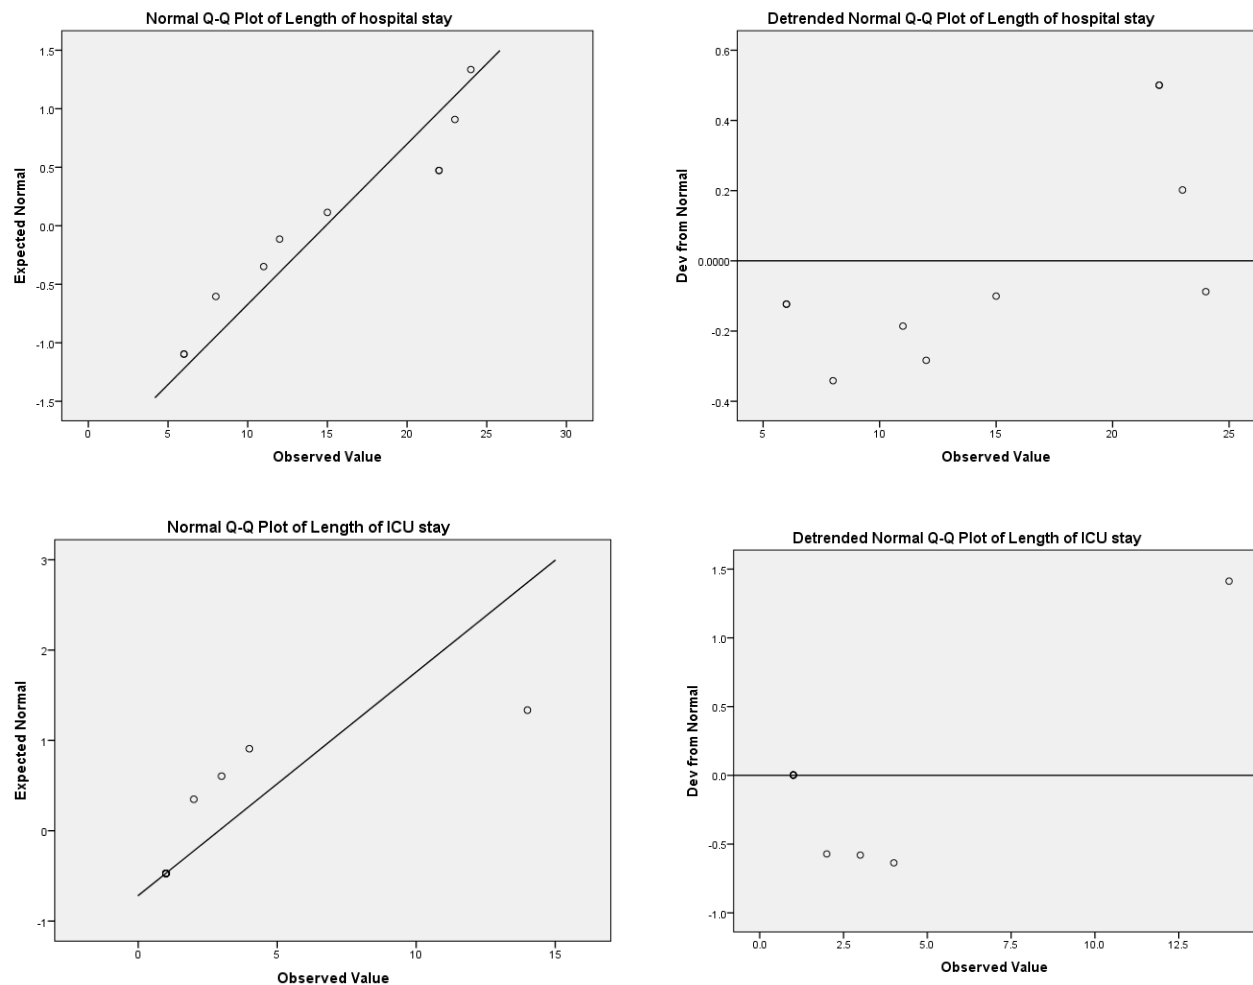 Normal Q-Q Plot of Length of hospital stay
1.5
1.0
0.5
0.0
-0.5
-1.0
-1.5
Expected Normal
0 5 10 15 20 25 30
Observed Value
Detrended Normal Q-Q Plot of Length of hospital stay
0.6
0.4
0.2
0.0000
-0.2
-0.4
Dev from Normal
5 10 15 20 25
Observed Value
Normal Q-Q Plot of Length of ICU stay
3
2
1
0
-1
Expected Normal
0 5 10 15
Observed Value
Detrended Normal Q-Q Plot of Length of ICU stay
1.5
1.0
0.5
0.0
-0.5
-1.0
Dev from Normal
0.0 2.5 5.0 7.5 10.0 12.5
Observed Value